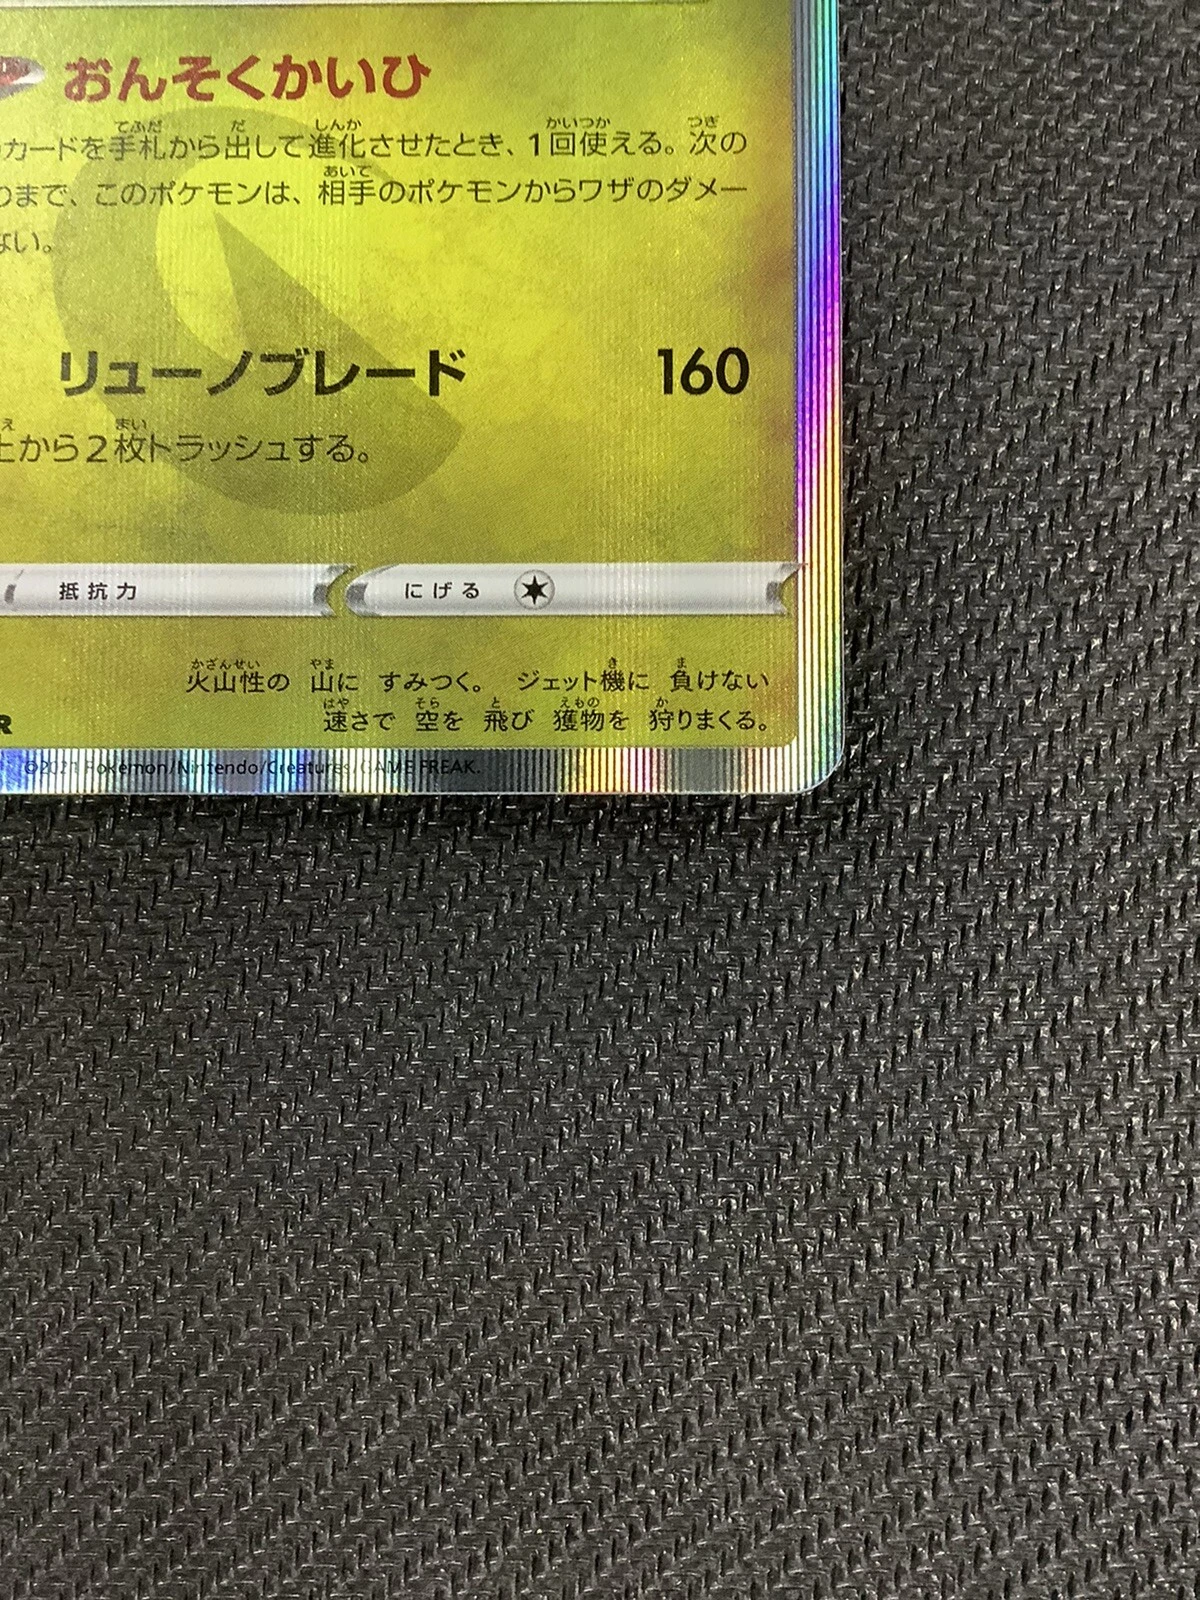 おんそくかいひ
カードを手札から出して進化させたとき、1回使える。次の
まで、このポケモンは、相手のポケモンからワザのダメー
ない。
リューノブレード 160
上から2枚トラッシュする。
抵抗力 にげる
火山性の 山に すみつく。 ジェット機に 負けない
速さで 空を 飛び 獲物を 狩りまくる。
R
©2021 Pokémon/Nintendo/Creatures/GAME FREAK.